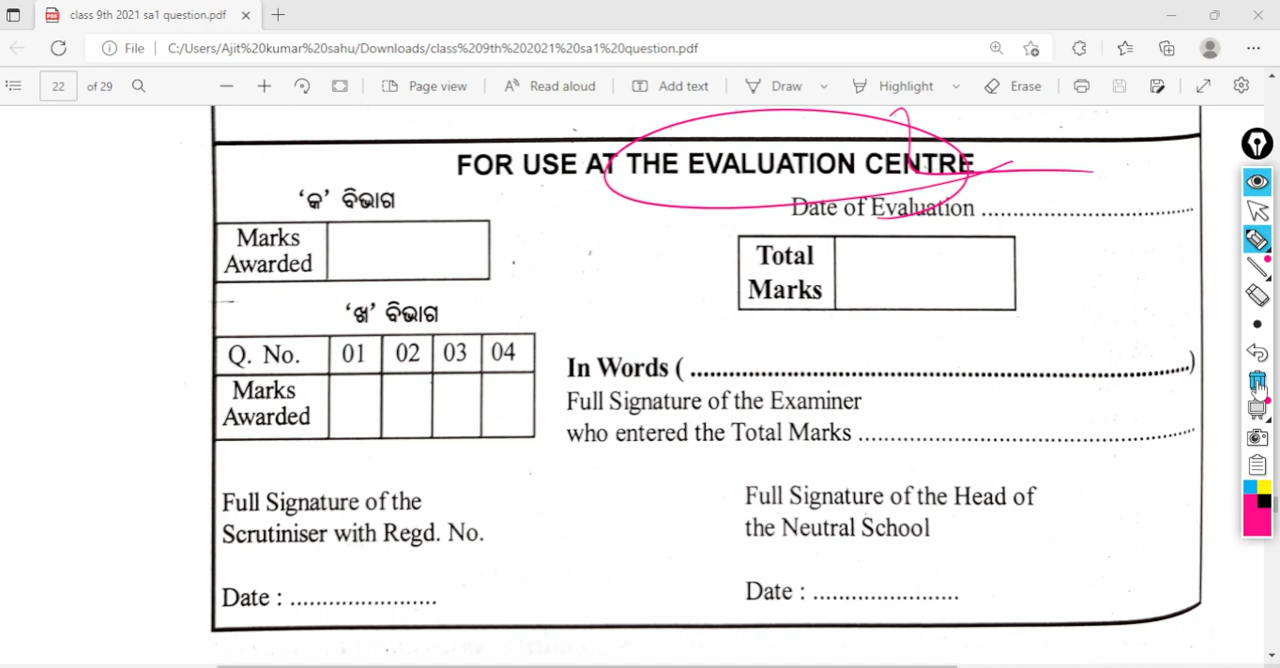 class 9th 2021 sa1 question.pdf
File C:/Users/Ajit%20kumar%20sahu/Downloads/class%209th%202021%20sa1%20question.pdf
22 of 29 Page view Read aloud Add text Draw Highlight Erase
FOR USE AT THE EVALUATION CENTRE
‘କ’ ବିଭାଗ
Date of Evaluation ................................
Marks Awarded
Total Marks
‘ଖ’ ବିଭାଗ
Q. No. 01 02 03 04
Marks Awarded
In Words (................................................................)
Full Signature of the Examiner
who entered the Total Marks ................................................
Full Signature of the
Scrutiniser with Regd. No.
Full Signature of the Head of
the Neutral School
Date : ......................
Date : ......................